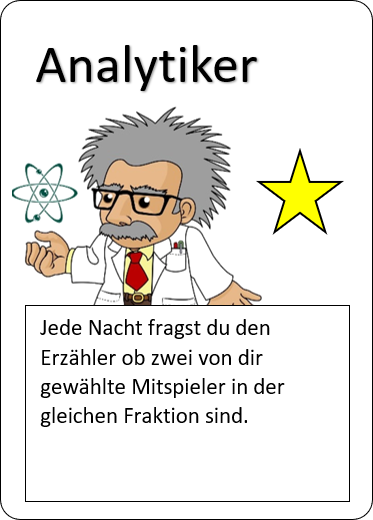 Analytiker
Jede Nacht fragst du den
Erzähler ob zwei von dir
gewählte Mitspieler in der
gleichen Fraktion sind.